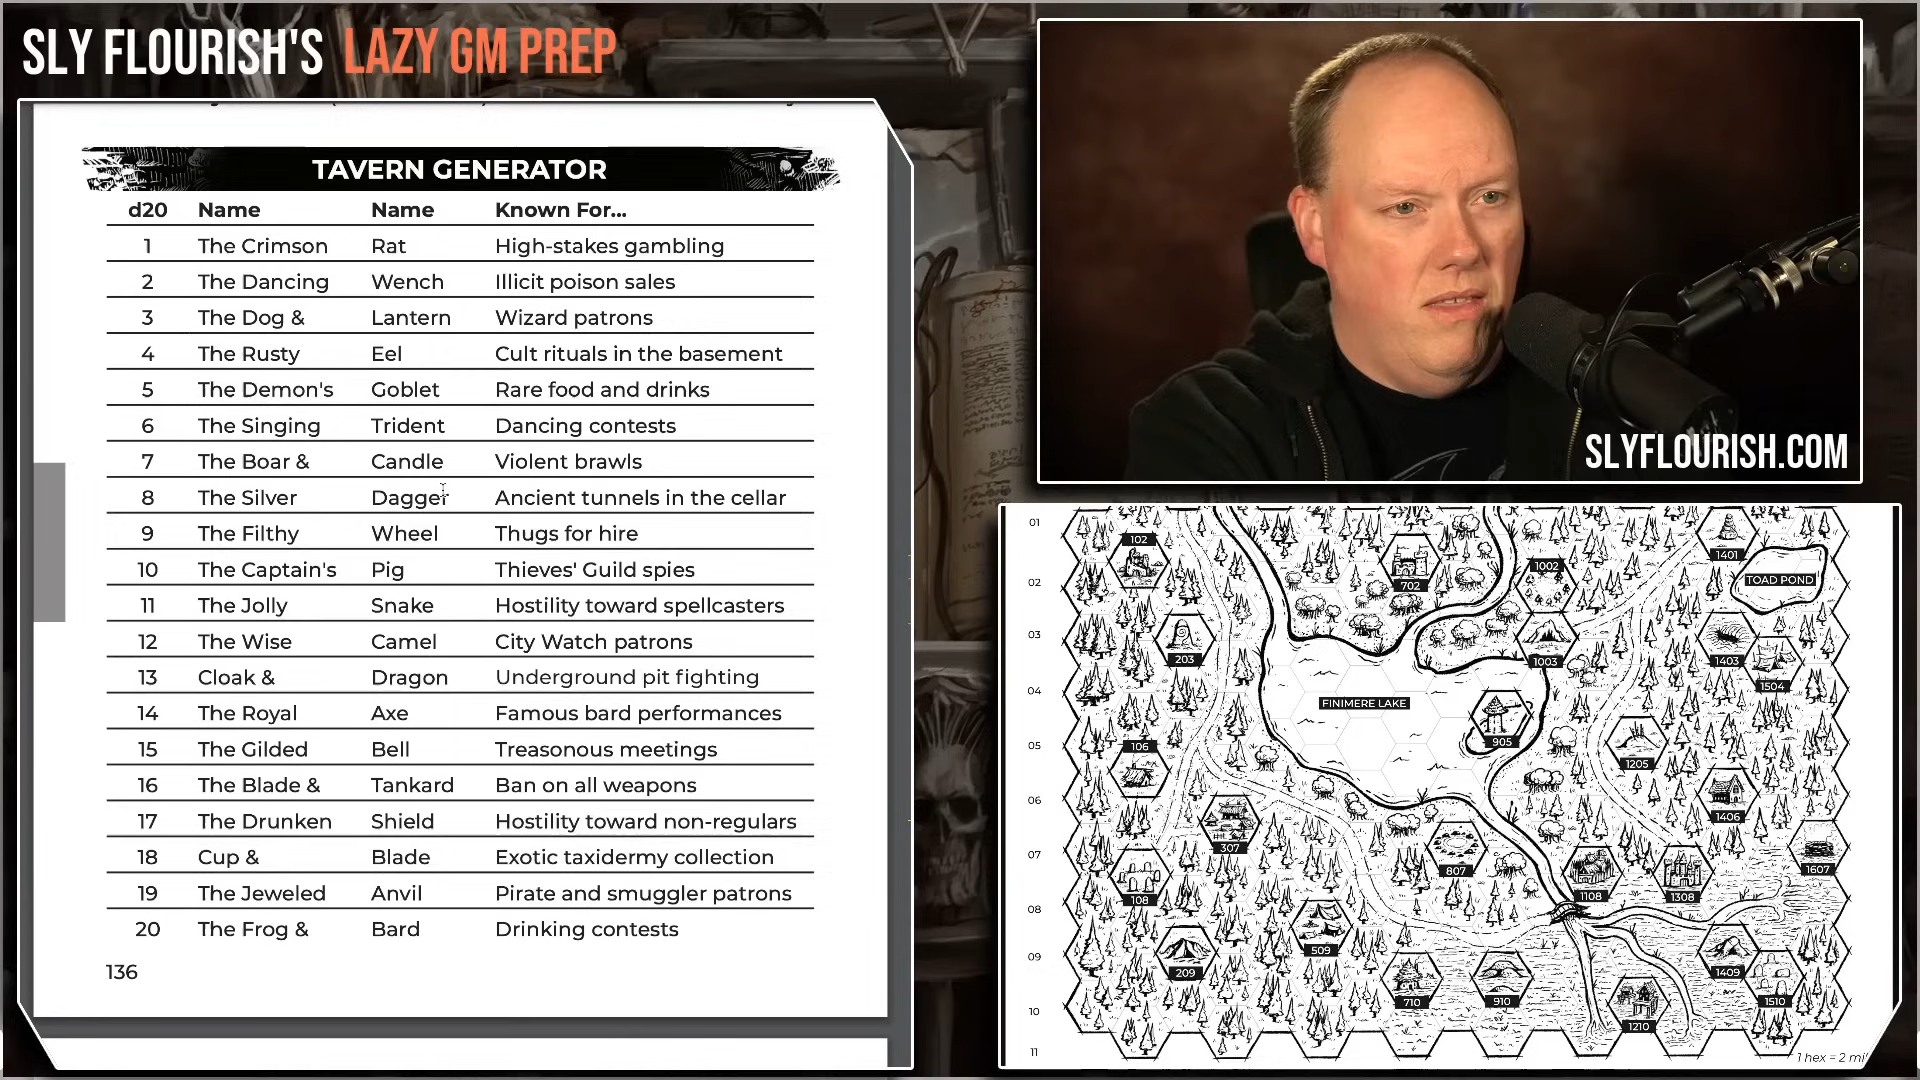 SLY FLOURISH'S LAZY GM PREP
TAVERN GENERATOR
d20 Name Name Known For...
1 The Crimson Rat High-stakes gambling
2 The Dancing Wench Illicit poison sales
3 The Dog & Lantern Wizard patrons
4 The Rusty Eel Cult rituals in the basement
5 The Demon's Goblet Rare food and drinks
6 The Singing Trident Dancing contests
7 The Boar & Candle Violent brawls
8 The Silver Dagger Ancient tunnels in the cellar
9 The Filthy Wheel Thugs for hire
10 The Captain's Pig Thieves' Guild spies
11 The Jolly Snake Hostility toward spellcasters
12 The Wise Camel City Watch patrons
13 Cloak & Dragon Underground pit fighting
14 The Royal Axe Famous bard performances
15 The Gilded Bell Treasonous meetings
16 The Blade & Tankard Ban on all weapons
17 The Drunken Shield Hostility toward non-regulars
18 Cup & Blade Exotic taxidermy collection
19 The Jeweled Anvil Pirate and smuggler patrons
20 The Frog & Bard Drinking contests
136
SLYFLOURISH.COM
01
102
1401
702
1002
02
TOAD POND
03
203
1003
1403
1504
04
FINIMERE LAKE
905
05
106
1205
06
1406
307
07
807
1607
108
1108
1308
08
509
09
209
1409
710
910
1510
10
1210
11
1 hex = 2 mi